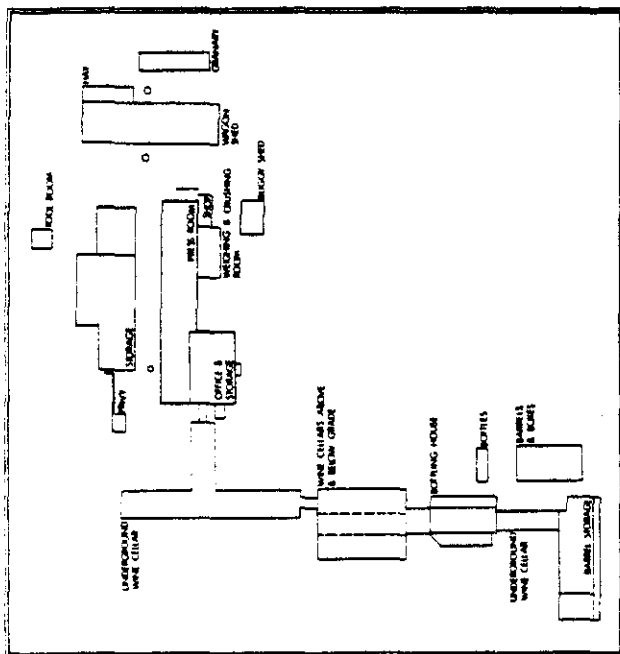 GRANARY
HAY
WAGON
SHED
TOOL ROOM
BUGGY SHED
PRESS ROOM
SHOP
WEIGHING & CRUSHING
ROOM
STORAGE
OFFICE &
STORAGE
PRIVY
WINE CELLARS ABOVE
& BELOW GRADE
BOTTLING HOUSE
BOTTLES
BARRELS
& BOXES
UNDERGROUND
WINE CELLAR
UNDERGROUND
WINE CELLAR
BARREL STORAGE